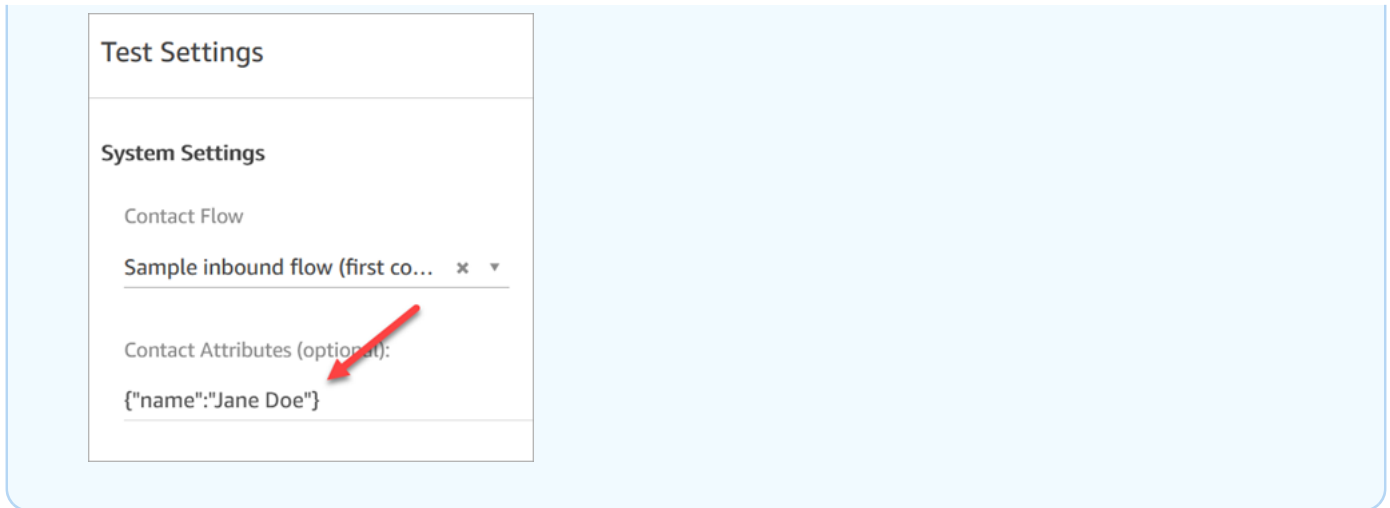 Test Settings
System Settings
Contact Flow
Sample inbound flow (first co...
Contact Attributes (optional):
{"name":"Jane Doe"}